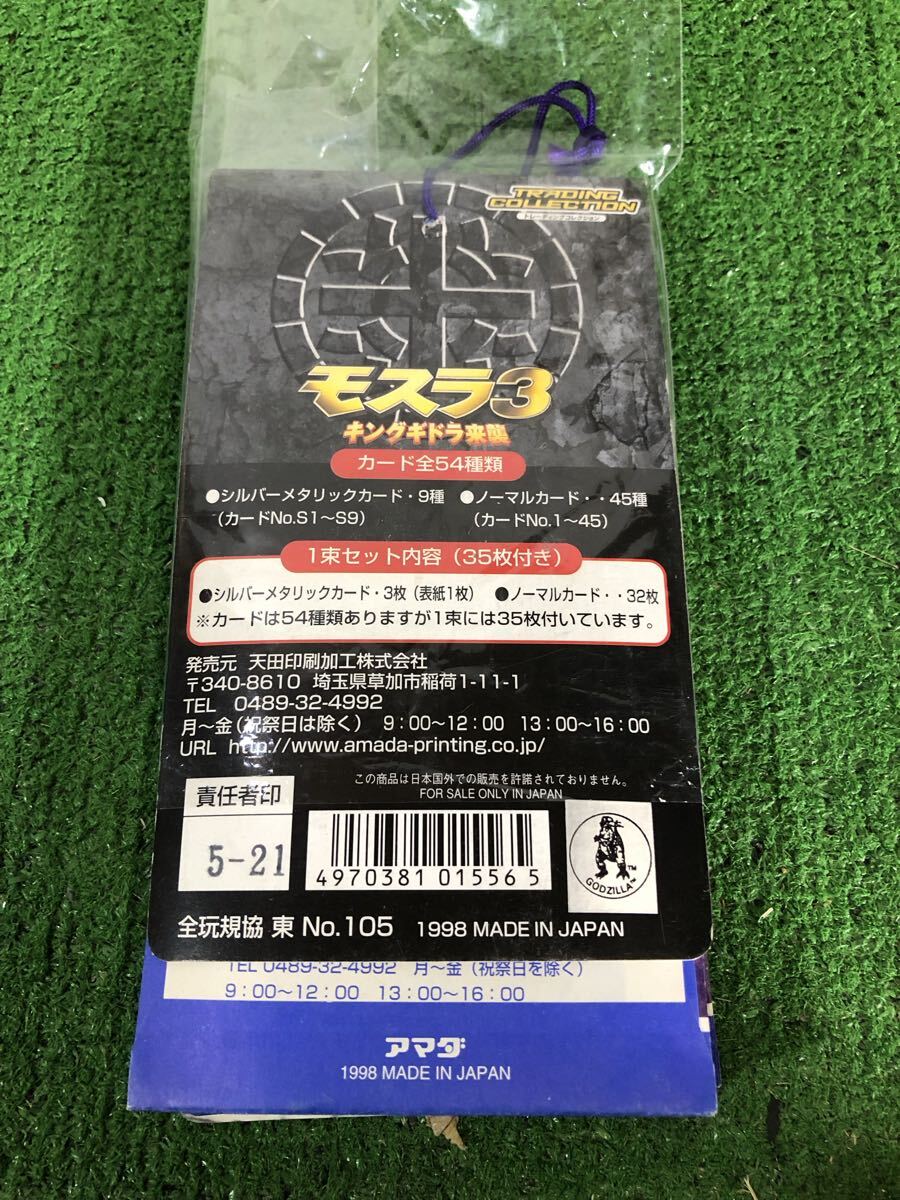 TRADING
COLLECTION
トレーディングコレクション
モスラ3
キングギドラ来襲
カード全54種類
●シルバーメタリックカード・9種 ●ノーマルカード・・45種
(カードNo.S1〜S9) (カードNo.1〜45)
1束セット内容(35枚付き)
●シルバーメタリックカード・3枚(表紙1枚) ●ノーマルカード・・32枚
※カードは54種類ありますが1束には35枚付いています。
発売元 天田印刷加工株式会社
〒340-8610 埼玉県草加市稲荷1-11-1
TEL 0489-32-4992
月〜金(祝祭日は除く) 9:00〜12:00 13:00〜16:00
URL http://www.amada-printing.co.jp/
この商品は日本国外での販売を許諾されておりません。
FOR SALE ONLY IN JAPAN
責任者印
5-21
4970381 015565
GODZILLA™
全玩規協 東 No.105 1998 MADE IN JAPAN
TEL 0489-32-4992 月〜金(祝祭日を除く)
9:00〜12:00 13:00〜16:00
アマダ
1998 MADE IN JAPAN